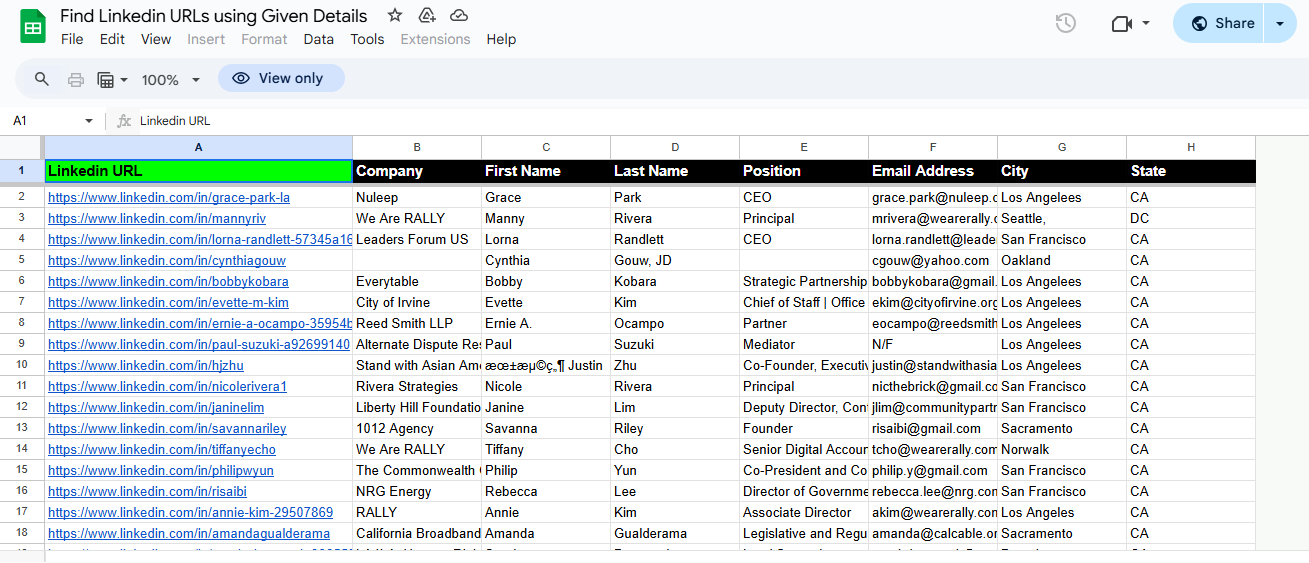 Find Linkedin URLs using Given Details
File Edit View Insert Format Data Tools Extensions Help
Share
100% View only
A1 fx Linkedin URL
A B C D E F G H
1 Linkedin URL Company First Name Last Name Position Email Address City State
2 https://www.linkedin.com/in/grace-park-la Nuleep Grace Park CEO grace.park@nuleep.c Los Angelees CA
3 https://www.linkedin.com/in/mannyriv We Are RALLY Manny Rivera Principal mrivera@wearerally.c Seattle, DC
4 https://www.linkedin.com/in/lorna-randlett-57345a16 Leaders Forum US Lorna Randlett CEO lorna.randlett@leade San Francisco CA
5 https://www.linkedin.com/in/cynthiagouw Cynthia Gouw, JD cgouw@yahoo.com Oakland CA
6 https://www.linkedin.com/in/bobbykobara Everytable Bobby Kobara Strategic Partnership bobbykobara@gmail. Los Angelees CA
7 https://www.linkedin.com/in/evette-m-kim City of Irvine Evette Kim Chief of Staff | Office ekim@cityofirvine.org Los Angelees CA
8 https://www.linkedin.com/in/ernie-a-ocampo-35954b Reed Smith LLP Ernie A. Ocampo Partner eocampo@reedsmith Los Angelees CA
9 https://www.linkedin.com/in/paul-suzuki-a92699140 Alternate Dispute Res Paul Suzuki Mediator N/F Los Angelees CA
10 https://www.linkedin.com/in/hjzhu Stand with Asian Ame æœ±æµ©ç„¶ Justin Zhu Co-Founder, Executiv justin@standwithasia Los Angelees CA
11 https://www.linkedin.com/in/nicolerivera1 Rivera Strategies Nicole Rivera Principal nicthebrick@gmail.co San Francisco CA
12 https://www.linkedin.com/in/janinelim Liberty Hill Foundatio Janine Lim Deputy Director, Con jlim@communitypartn San Francisco CA
13 https://www.linkedin.com/in/savannariley 1012 Agency Savanna Riley Founder risaibi@gmail.com Sacramento CA
14 https://www.linkedin.com/in/tiffanyecho We Are RALLY Tiffany Cho Senior Digital Accoun tcho@wearerally.com Norwalk CA
15 https://www.linkedin.com/in/philipwyun The Commonwealth Philip Yun Co-President and Co philip.y@gmail.com San Francisco CA
16 https://www.linkedin.com/in/risaibi NRG Energy Rebecca Lee Director of Governme rebecca.lee@nrg.con San Francisco CA
17 https://www.linkedin.com/in/annie-kim-29507869 RALLY Annie Kim Associate Director akim@wearerally.com Los Angeles CA
18 https://www.linkedin.com/in/amandagualderama California Broadband Amanda Gualderama Legislative and Regu amanda@calcable.or San Francisco CA